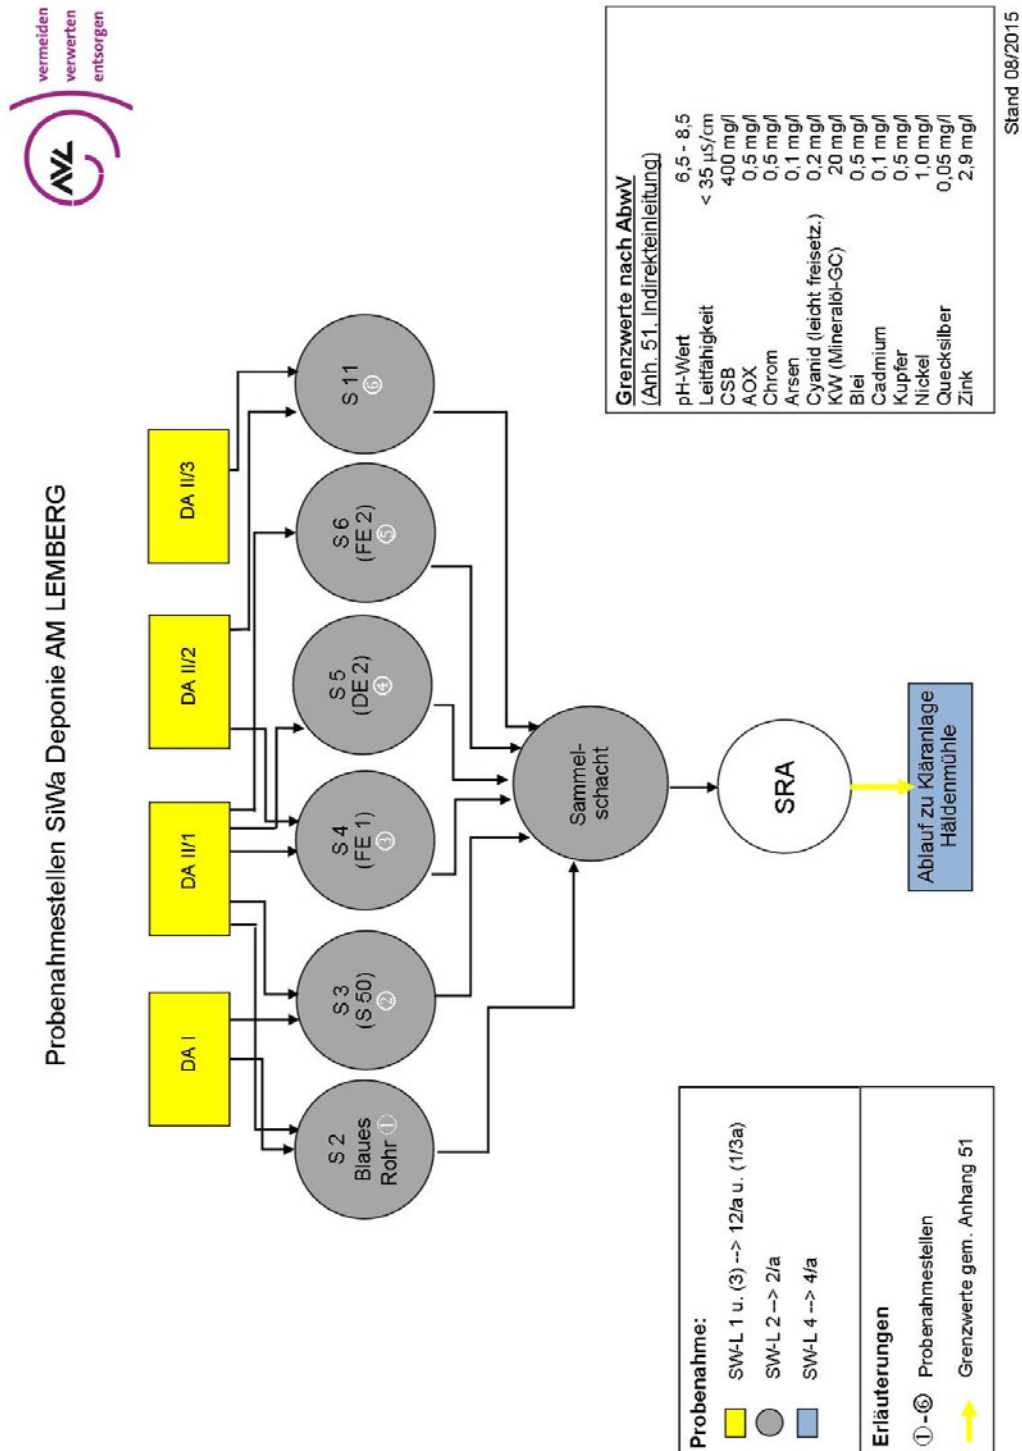 AVL
vermeiden
verwerten
entsorgen
Probenahmestellen SiWa Deponie AM LEMBERG
DA I
DA II/1
DA II/2
DA II/3
S 2
Blaues
Rohr ①
S 3
(S 50)
②
S 4
(FE 1)
③
S 5
(DE 2)
④
S 6
(FE 2)
⑤
S 11
⑥
Sammel-
schacht
SRA
Ablauf zu Kläranlage
Häldenmühle
Probenahme:
SW-L 1 u. (3) --> 12/a u. (1/3a)
SW-L 2 --> 2/a
SW-L 4 --> 4/a
Erläuterungen
①-⑥ Probenahmestellen
Grenzwerte gem. Anhang 51
Grenzwerte nach AbwV
(Anh. 51, Indirekteinleitung)
pH-Wert 6,5 - 8,5
Leitfähigkeit < 35 µs/cm
CSB 400 mg/l
AOX 0,5 mg/l
Chrom 0,5 mg/l
Arsen 0,1 mg/l
Cyanid (leicht freisetz.) 0,2 mg/l
KW (Mineralöl-GC) 20 mg/l
Blei 0,5 mg/l
Cadmium 0,1 mg/l
Kupfer 0,5 mg/l
Nickel 1,0 mg/l
Quecksilber 0,05 mg/l
Zink 2,9 mg/l
Stand 08/2015